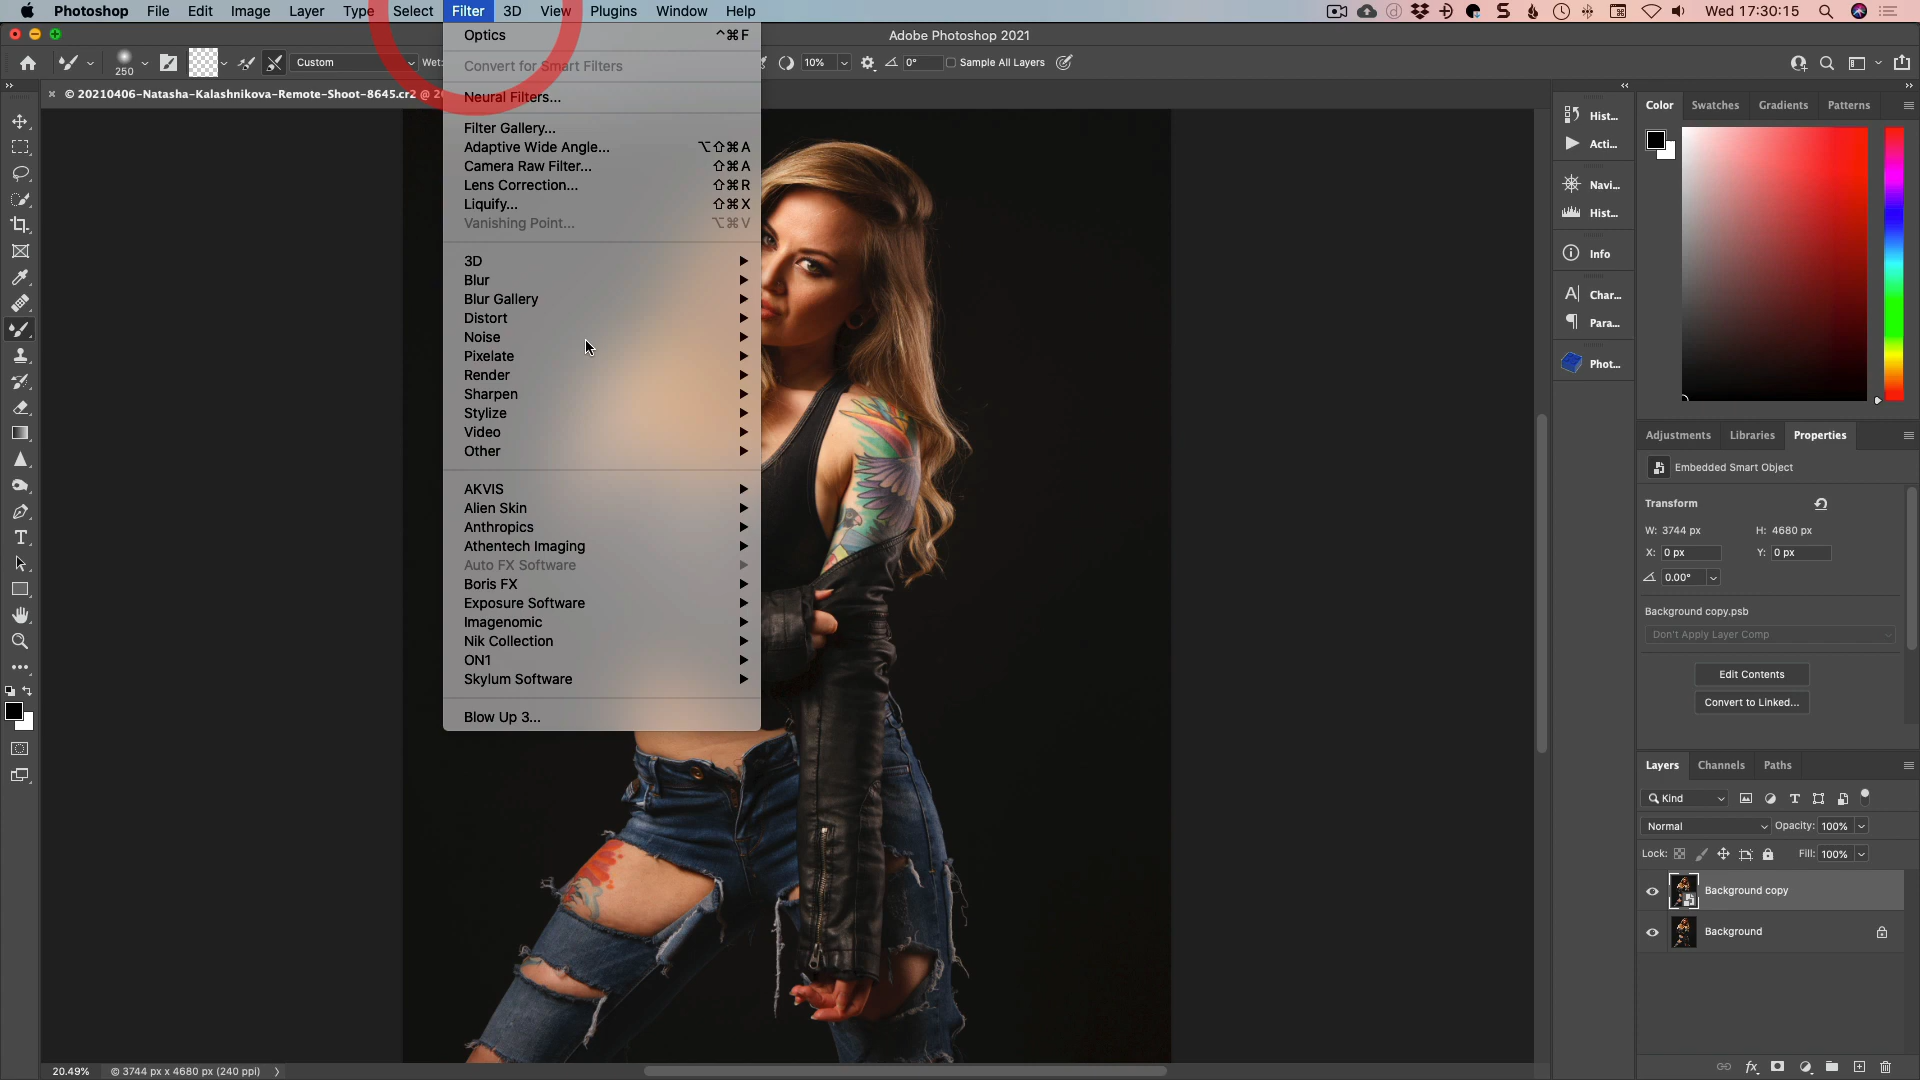 Photoshop File Edit Image Layer Type Select Filter 3D View Plugins Window Help Wed 17:30:15
Adobe Photoshop 2021
250 Custom Wet: 10% 0° Sample All Layers
© 20210406-Natasha-Kalashnikova-Remote-Shoot-8645.cr2 @ 20
Optics ^⌘F
Convert for Smart Filters
Neural Filters...
Filter Gallery...
Adaptive Wide Angle... ⌥⇧⌘A
Camera Raw Filter... ⇧⌘A
Lens Correction... ⇧⌘R
Liquify... ⇧⌘X
Vanishing Point... ⌥⌘V
3D
Blur
Blur Gallery
Distort
Noise
Pixelate
Render
Sharpen
Stylize
Video
Other
AKVIS
Alien Skin
Anthropics
Athentech Imaging
Auto FX Software
Boris FX
Exposure Software
Imagenomic
Nik Collection
ON1
Skylum Software
Blow Up 3...
Hist...
Acti...
Navi...
Hist...
Info
Char...
Para...
Phot...
Color Swatches Gradients Patterns
Adjustments Libraries Properties
Embedded Smart Object
Transform
W: 3744 px H: 4680 px
X: 0 px Y: 0 px
0.00°
Background copy.psb
Don't Apply Layer Comp
Edit Contents
Convert to Linked...
Layers Channels Paths
Kind
Normal Opacity: 100%
Lock: Fill: 100%
Background copy
Background
20.49% © 3744 px x 4680 px (240 ppi)